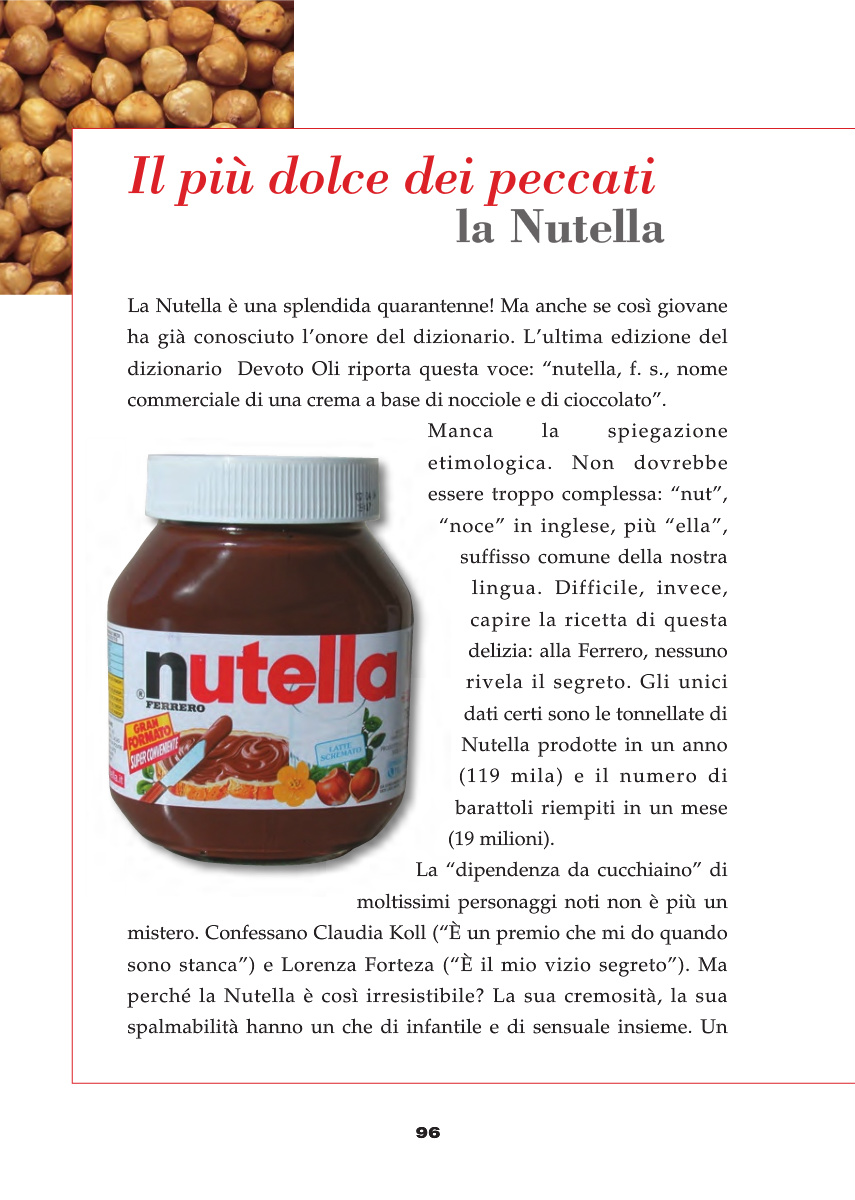 Il più dolce dei peccati
la Nutella
La Nutella è una splendida quarantenne! Ma anche se così giovane
ha già conosciuto l’onore del dizionario. L’ultima edizione del
dizionario Devoto Oli riporta questa voce: “nutella, f. s., nome
commerciale di una crema a base di nocciole e di cioccolato”.
Manca la spiegazione
etimologica. Non dovrebbe
essere troppo complessa: “nut”,
“noce” in inglese, più “ella”,
suffisso comune della nostra
lingua. Difficile, invece,
capire la ricetta di questa
delizia: alla Ferrero, nessuno
rivela il segreto. Gli unici
dati certi sono le tonnellate di
Nutella prodotte in un anno
(119 mila) e il numero di
barattoli riempiti in un mese
(19 milioni).
nutella
®
FERRERO
GRAN
FORMATO
SUPER CONVENIENTE
LATTE
SCREMATO
La “dipendenza da cucchiaino” di
moltissimi personaggi noti non è più un
mistero. Confessano Claudia Koll (“È un premio che mi do quando
sono stanca”) e Lorenza Forteza (“È il mio vizio segreto”). Ma
perché la Nutella è così irresistibile? La sua cremosità, la sua
spalmabilità hanno un che di infantile e di sensuale insieme. Un
96